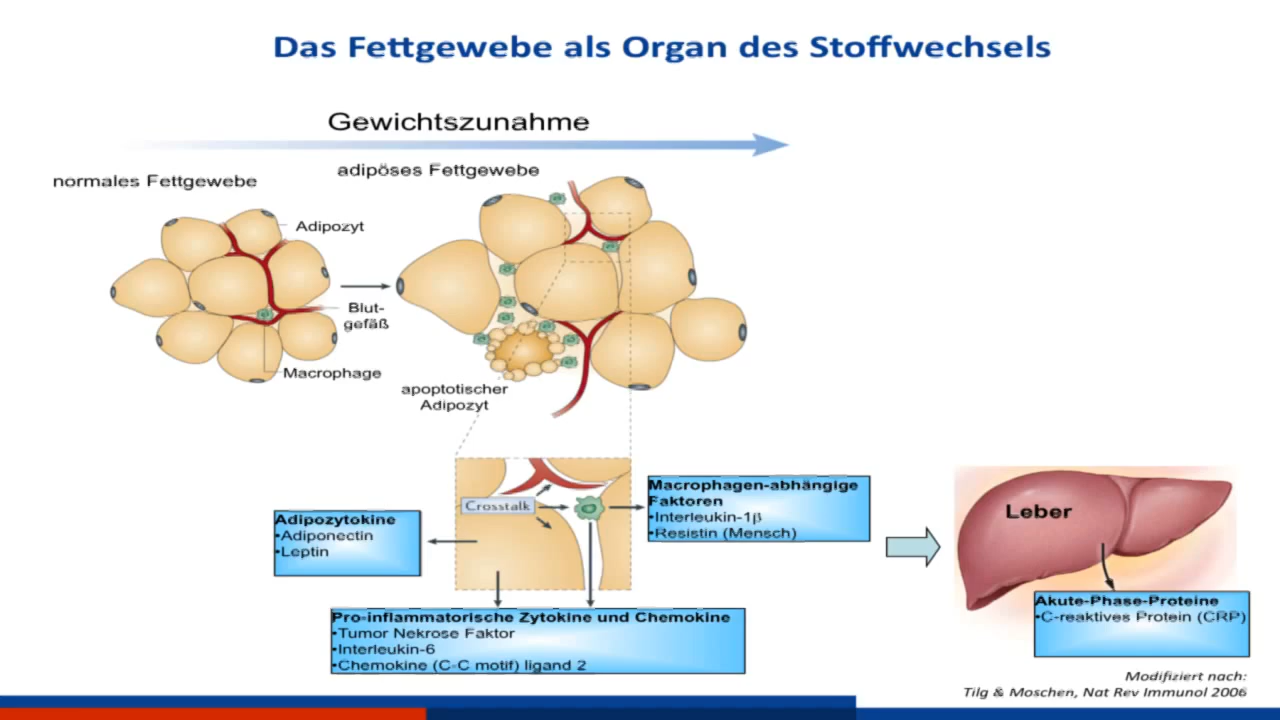 Das Fettgewebe als Organ des Stoffwechsels
Gewichtszunahme
normales Fettgewebe
adipöses Fettgewebe
Adipozyt
Blut-
gefäß
Macrophage
apoptotischer
Adipozyt
Crosstalk
Adipozytokine
•Adiponectin
•Leptin
Macrophagen-abhängige
Faktoren
•Interleukin-1β
•Resistin (Mensch)
Pro-inflammatorische Zytokine und Chemokine
•Tumor Nekrose Faktor
•Interleukin-6
•Chemokine (C-C motif) ligand 2
Leber
Akute-Phase-Proteine
•C-reaktives Protein (CRP)
Modifiziert nach:
Tilg & Moschen, Nat Rev Immunol 2006